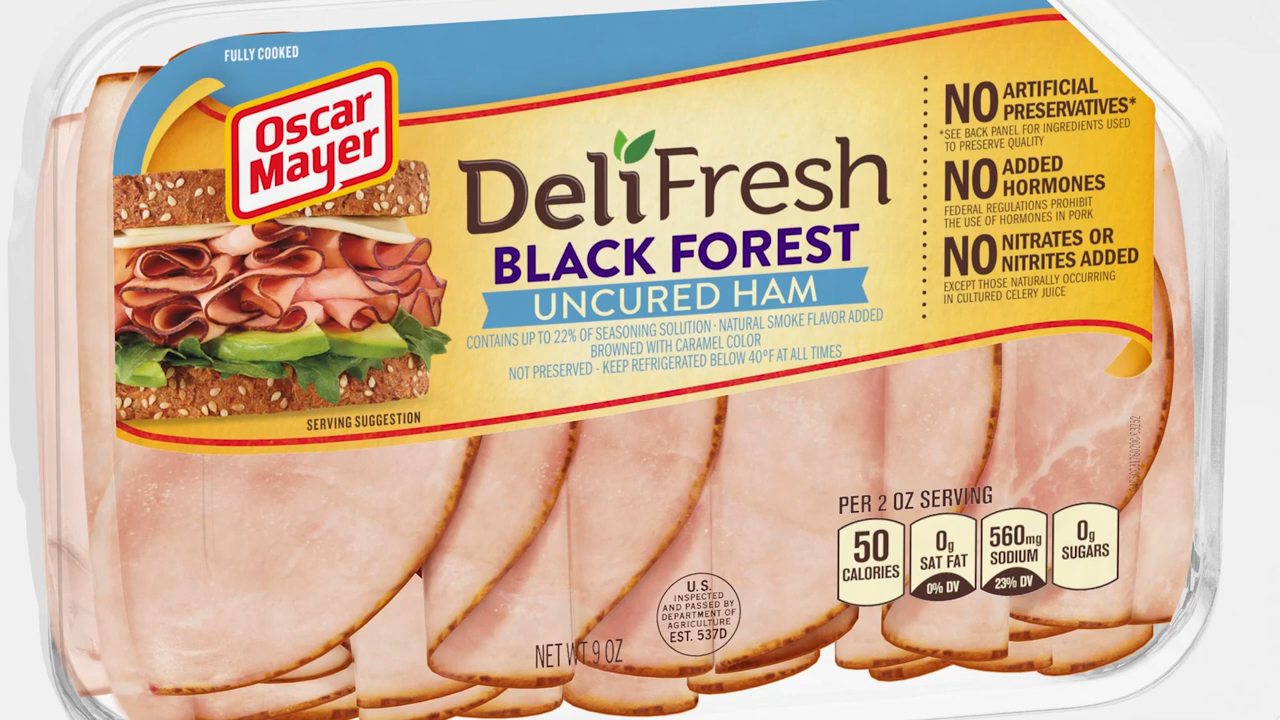 FULLY COOKED
Oscar
Mayer
DeliFresh
BLACK FOREST
UNCURED HAM
CONTAINS UP TO 22% OF SEASONING SOLUTION · NATURAL SMOKE FLAVOR ADDED
BROWNED WITH CARAMEL COLOR
NOT PRESERVED - KEEP REFRIGERATED BELOW 40ºF AT ALL TIMES
SERVING SUGGESTION
NO ARTIFICIAL
PRESERVATIVES*
*SEE BACK PANEL FOR INGREDIENTS USED
TO PRESERVE QUALITY
NO ADDED
HORMONES
FEDERAL REGULATIONS PROHIBIT
THE USE OF HORMONES IN PORK
NO NITRATES OR
NITRITES ADDED
EXCEPT THOSE NATURALLY OCCURRING
IN CULTURED CELERY JUICE
PER 2 OZ SERVING
50
CALORIES
0g
SAT FAT
0% DV
560mg
SODIUM
23% DV
0g
SUGARS
U.S.
INSPECTED
AND PASSED BY
DEPARTMENT OF
AGRICULTURE
EST. 537D
NET WT 9 OZ